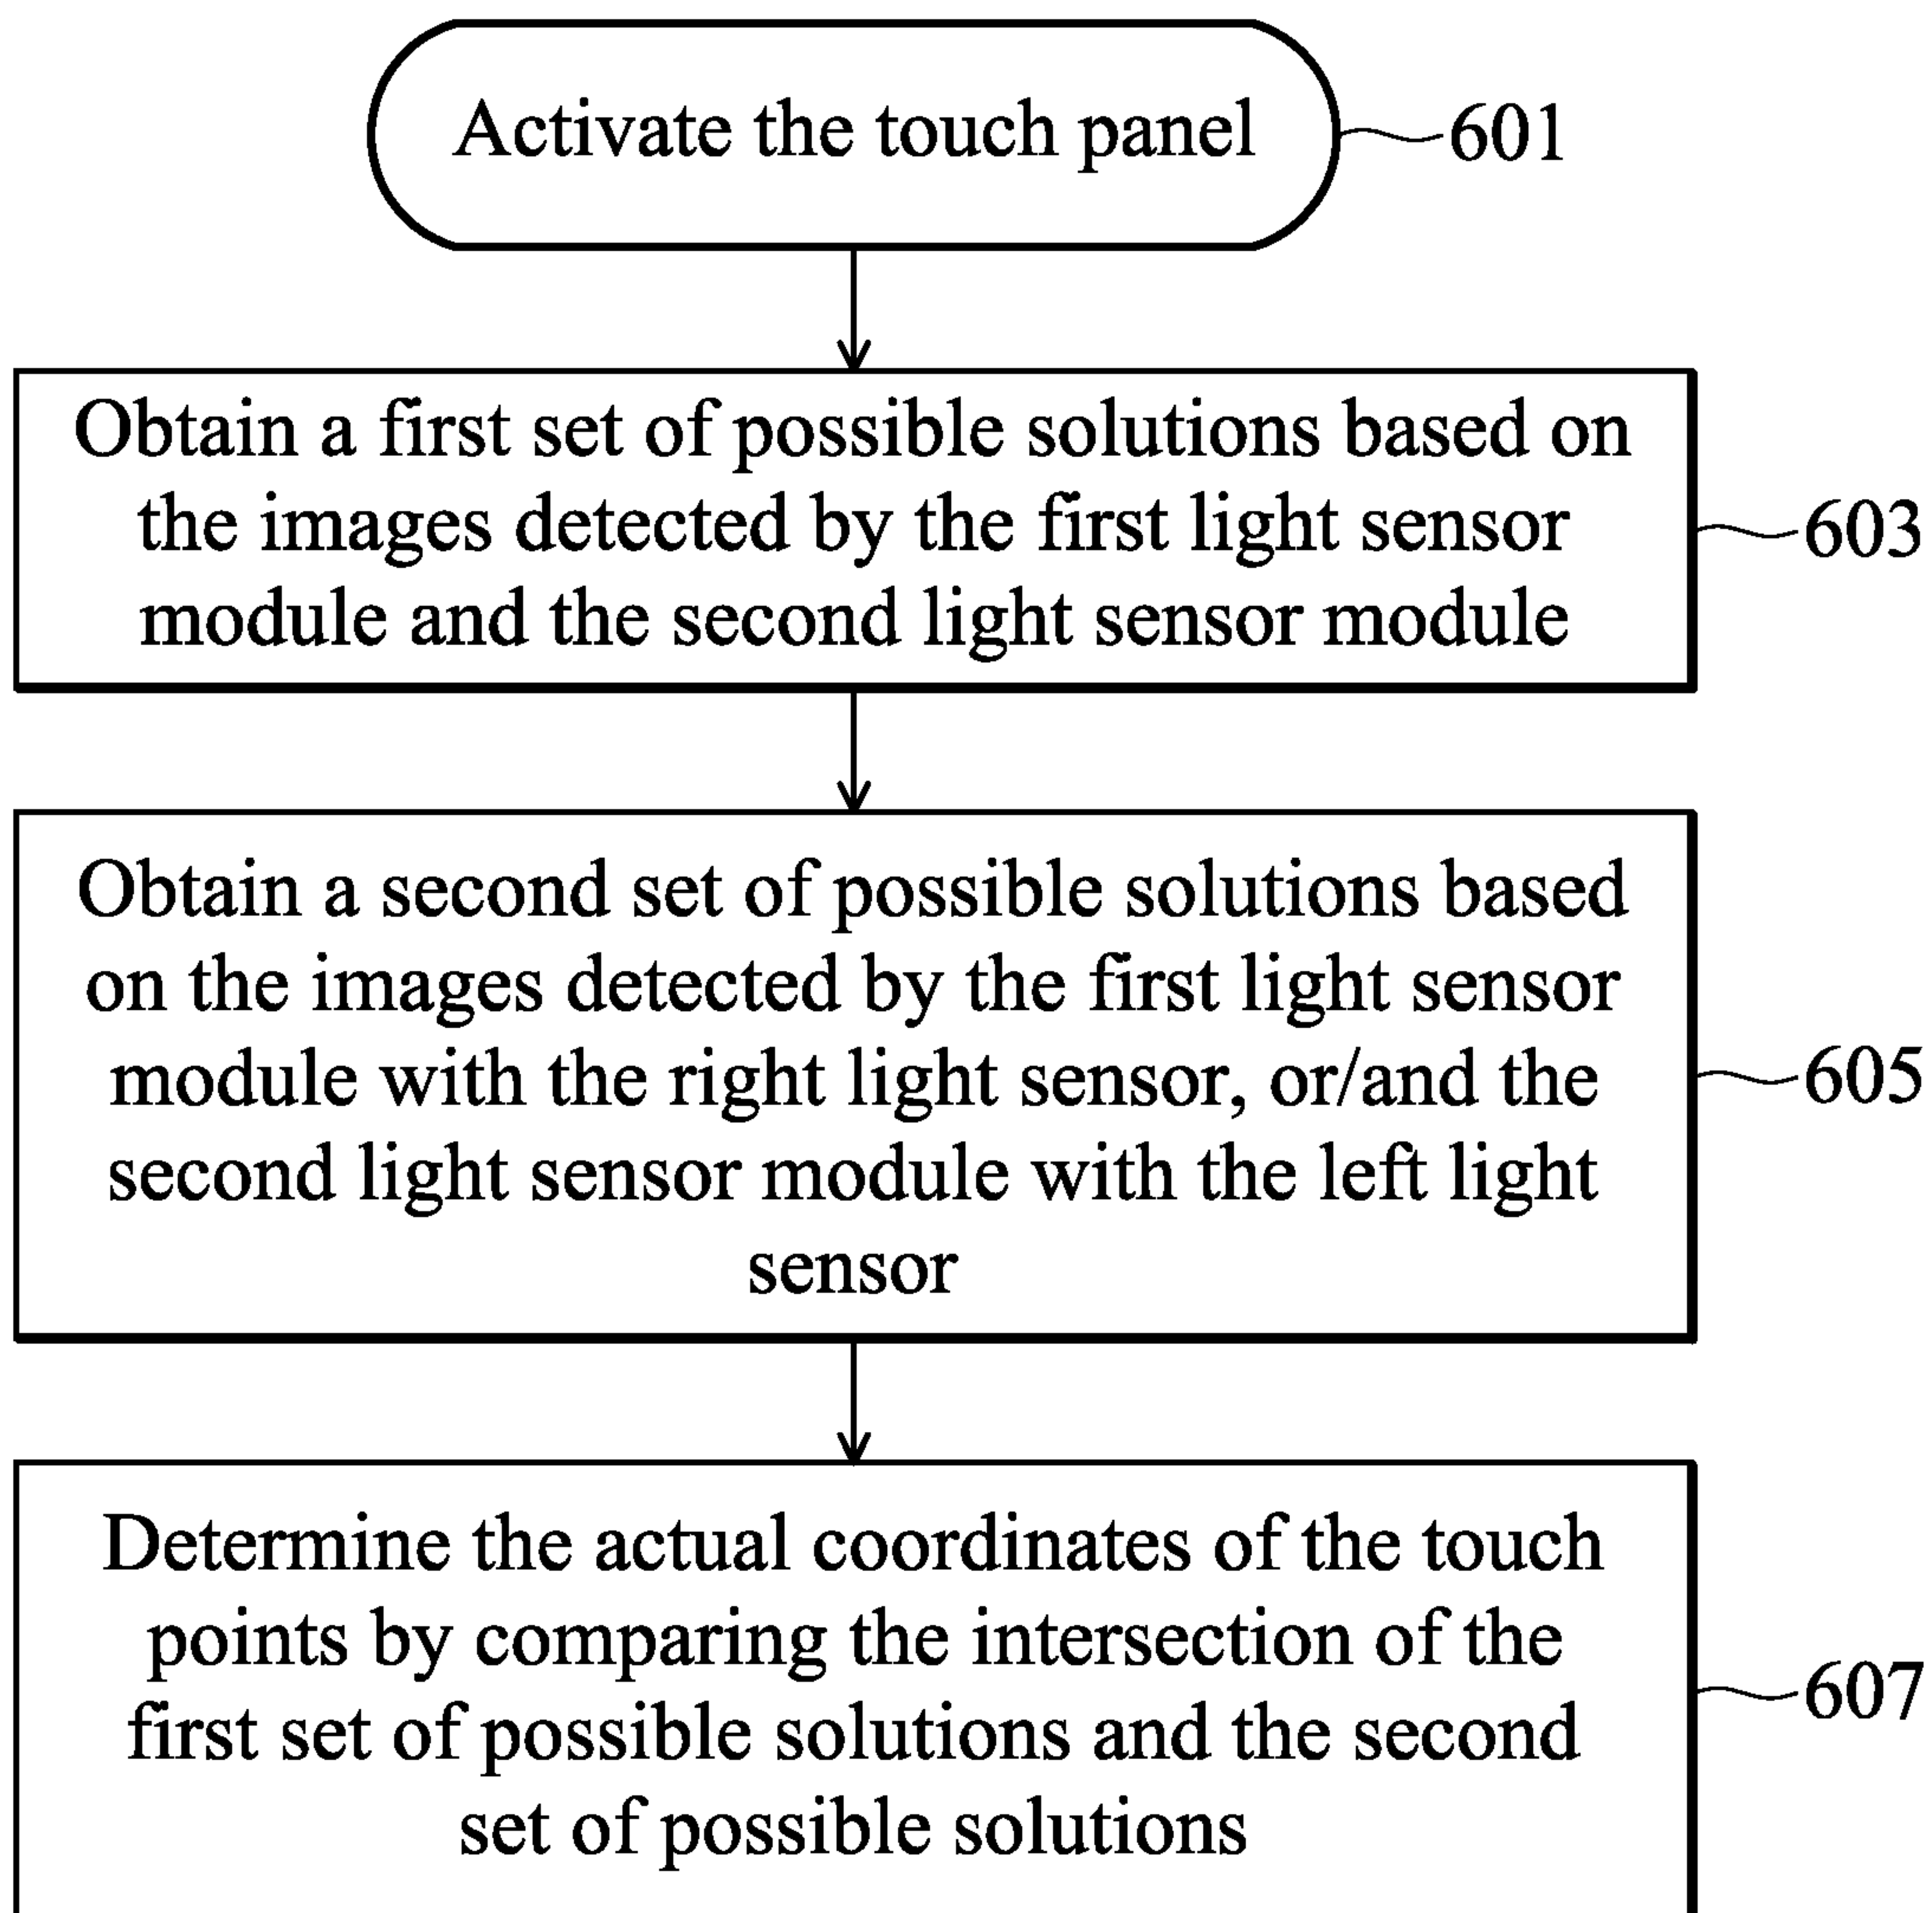 Activate the touch panel
601
Obtain a first set of possible solutions based on
the images detected by the first light sensor
module and the second light sensor module
603
Obtain a second set of possible solutions based
on the images detected by the first light sensor
module with the right light sensor, or/and the
second light sensor module with the left light
sensor
605
Determine the actual coordinates of the touch
points by comparing the intersection of the
first set of possible solutions and the second
set of possible solutions
607